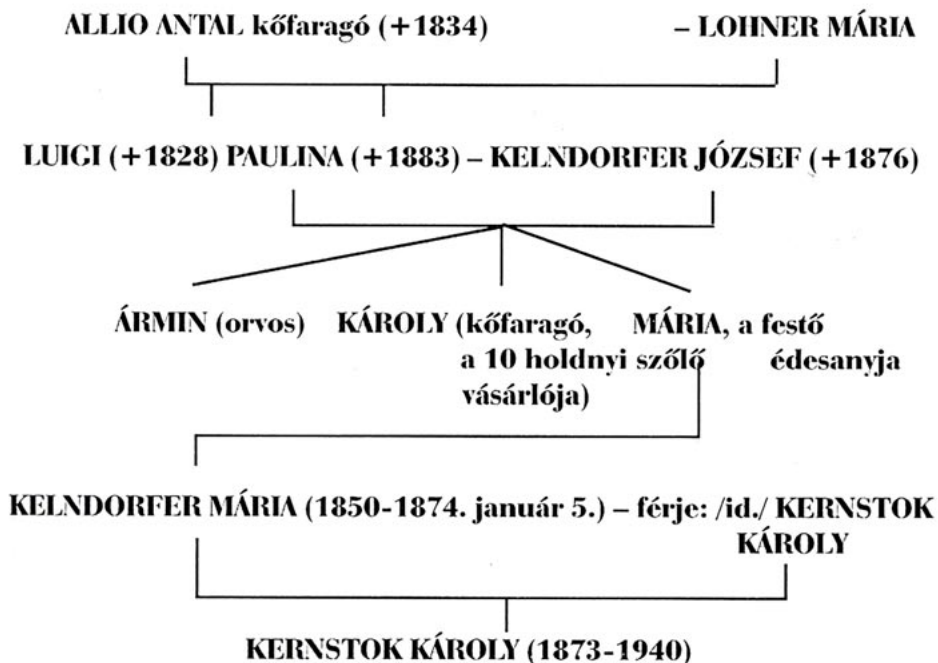 ALLIO ANTAL kőfaragó (+1834) – LOHNER MÁRIA
LUIGI (+1828) PAULINA (+1883) – KELNDORFER JÓZSEF (+1876)
ÁRMIN (orvos) KÁROLY (kőfaragó, MÁRIA, a festő
a 10 holdnyi szőlő édesanyja
vásárlója)
KELNDORFER MÁRIA (1850-1874. január 5.) – férje: /id./ KERNSTOK
KÁROLY
KERNSTOK KÁROLY (1873-1940)